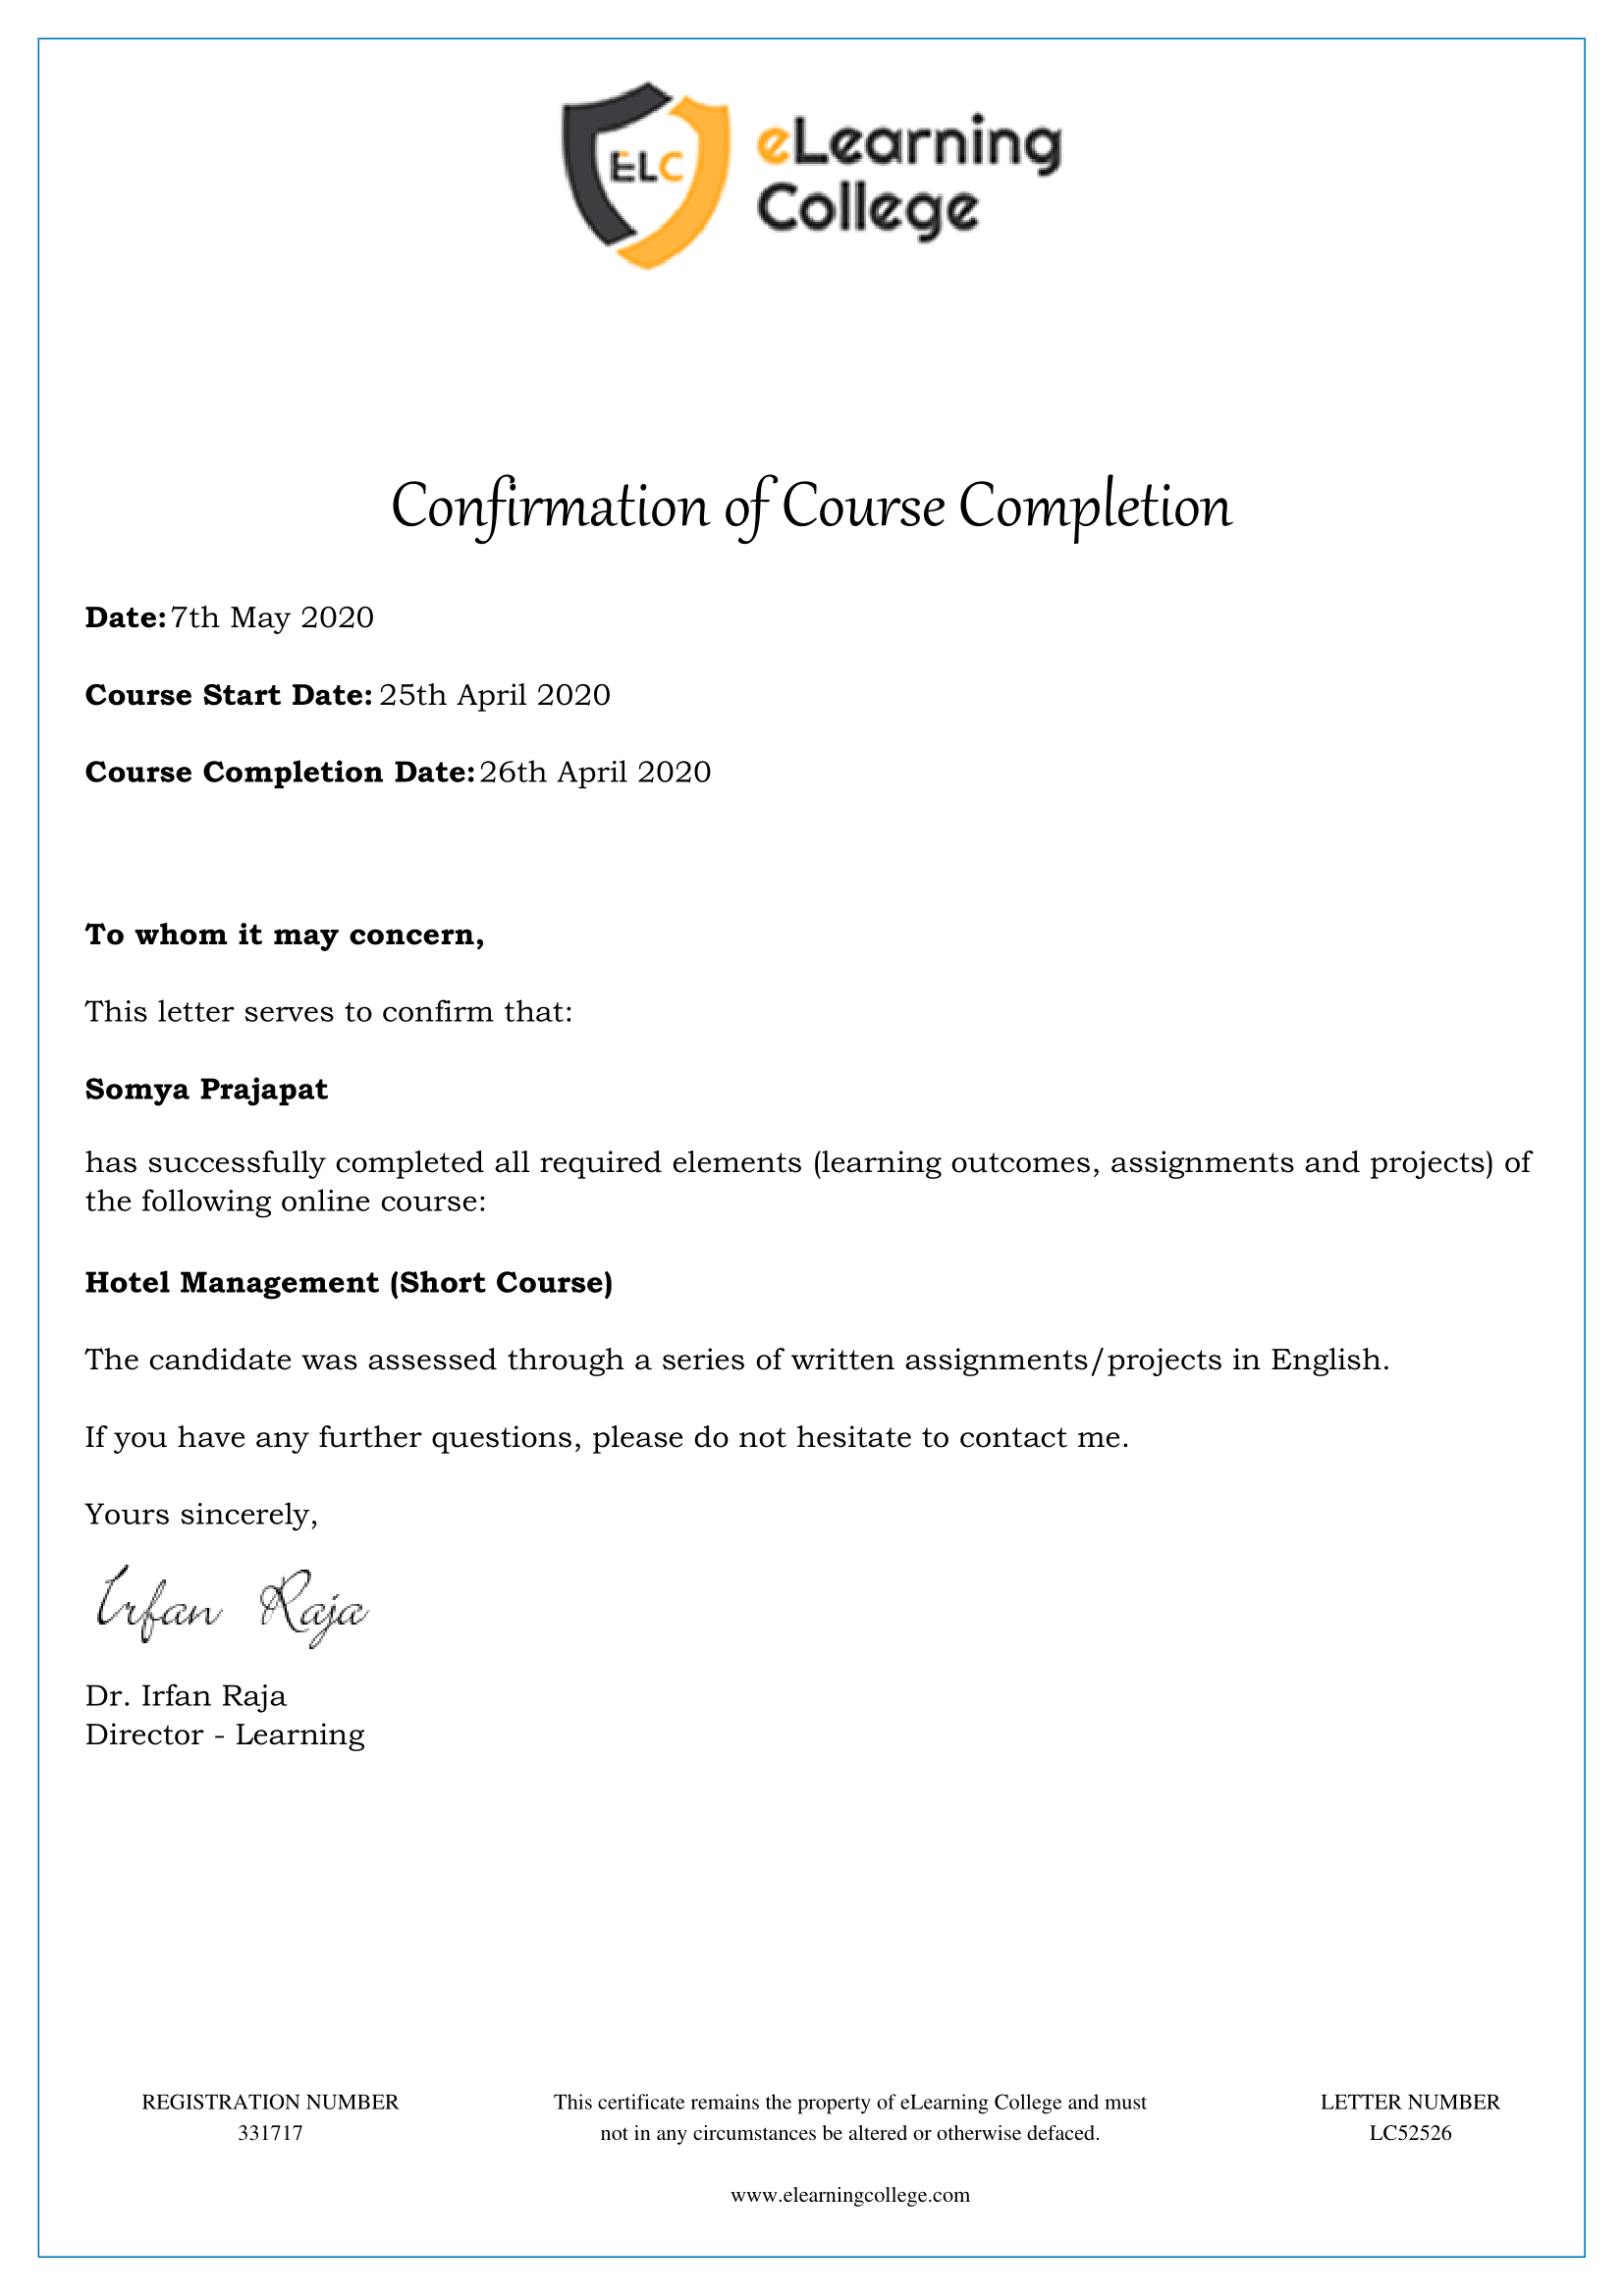 ELC
eLearning
College
Confirmation of Course Completion
Date: 7th May 2020
Course Start Date: 25th April 2020
Course Completion Date: 26th April 2020
To whom it may concern,
This letter serves to confirm that:
Somya Prajapat
has successfully completed all required elements (learning outcomes, assignments and projects) of
the following online course:
Hotel Management (Short Course)
The candidate was assessed through a series of written assignments/projects in English.
If you have any further questions, please do not hesitate to contact me.
Yours sincerely,
Irfan Raja
Dr. Irfan Raja
Director - Learning
REGISTRATION NUMBER
331717
This certificate remains the property of eLearning College and must
not in any circumstances be altered or otherwise defaced.
www.elearningcollege.com
LETTER NUMBER
LC52526